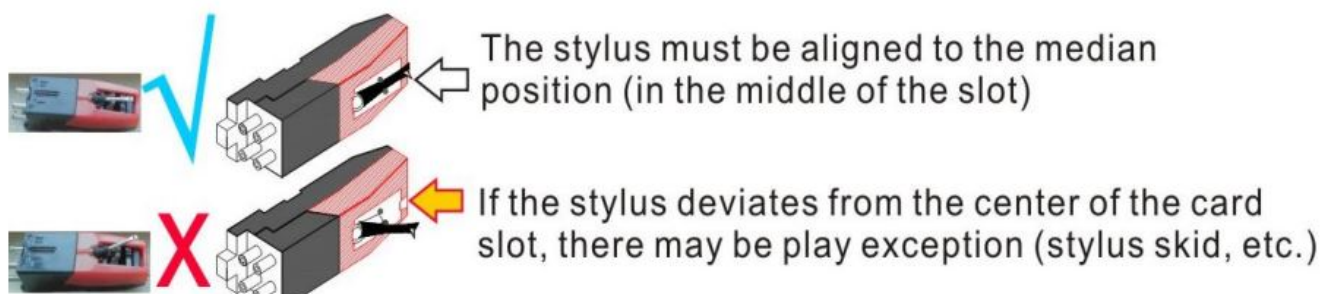 The stylus must be aligned to the median
position (in the middle of the slot)
If the stylus deviates from the center of the card
slot, there may be play exception (stylus skid, etc.)